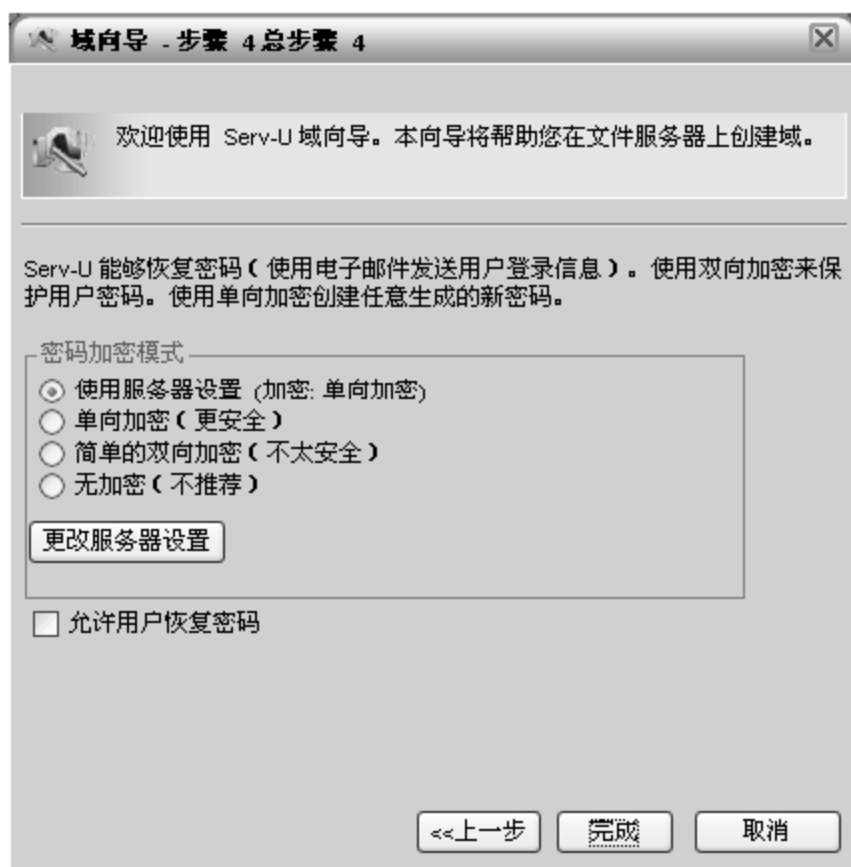 域向导 - 步骤 4总步骤 4
欢迎使用 Serv-U 域向导。本向导将帮助您在文件服务器上创建域。
Serv-U 能够恢复密码(使用电子邮件发送用户登录信息)。使用双向加密来保
护用户密码。使用单向加密创建任意生成的新密码。
密码加密模式
使用服务器设置 (加密: 单向加密)
单向加密(更安全)
简单的双向加密(不太安全)
无加密(不推荐)
更改服务器设置
允许用户恢复密码
<<上一步 完成 取消